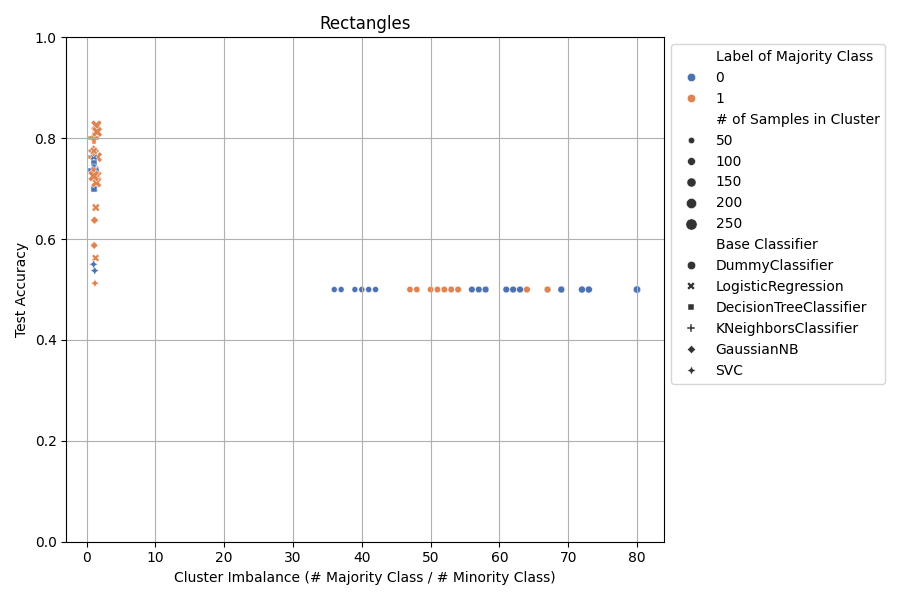 Rectangles
1.0
0.8
0.6
0.4
0.2
0.0
Test Accuracy
0 10 20 30 40 50 60 70 80
Cluster Imbalance (# Majority Class / # Minority Class)
Label of Majority Class
0
1
# of Samples in Cluster
50
100
150
200
250
Base Classifier
DummyClassifier
LogisticRegression
DecisionTreeClassifier
KNeighborsClassifier
GaussianNB
SVC